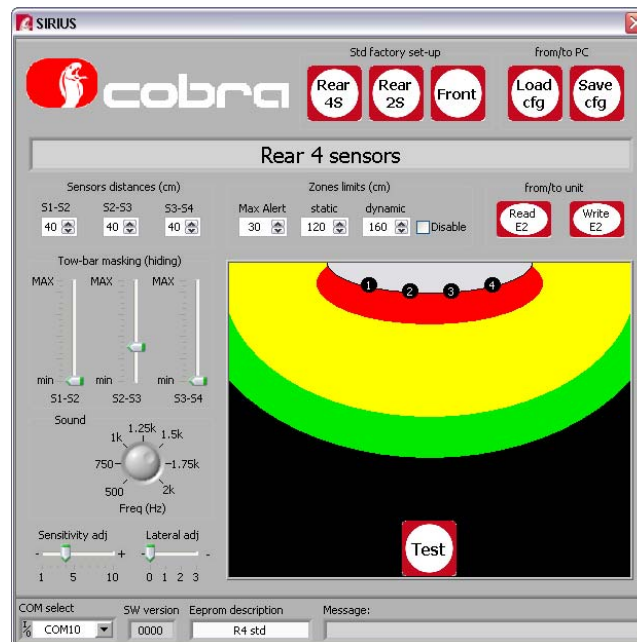 SIRIUS
Std factory set-up
from/to PC
cobra
Rear 4S
Rear 2S
Front
Load cfg
Save cfg
Rear 4 sensors
Sensors distances (cm)
Zones limits (cm)
from/to unit
S1-S2 S2-S3 S3-S4
Max Alert static dynamic
40 40 40
30 120 160 Disable
Read E2
Write E2
Tow-bar masking (hiding)
MAX MAX MAX
min min min
S1-S2 S2-S3 S3-S4
1 2 3 4
Sound
1.25k
1k 1.5k
750 1.75k
500 2k
Freq (Hz)
Sensitivity adj
- +
1 5 10
Lateral adj
- -
0 1 2 3
Test
COM select SW version Eeprom description Message:
COM10 0000 R4 std